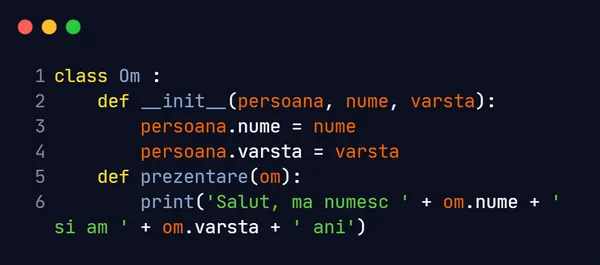 1 class Om :
2     def __init__(persoana, nume, varsta):
3         persoana.nume = nume
4         persoana.varsta = varsta
5     def prezentare(om):
6         print('Salut, ma numesc ' + om.nume + '
si am ' + om.varsta + ' ani')